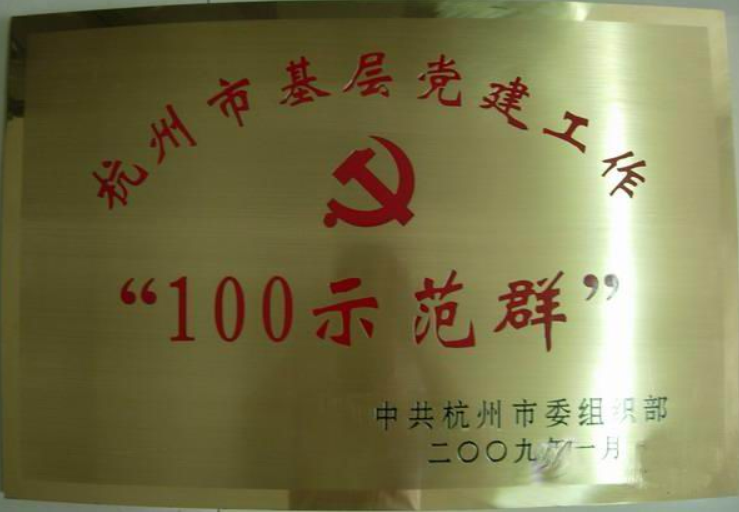 杭州市基层党建工作
“100示范群”
中共杭州市委组织部
二〇〇九年一月